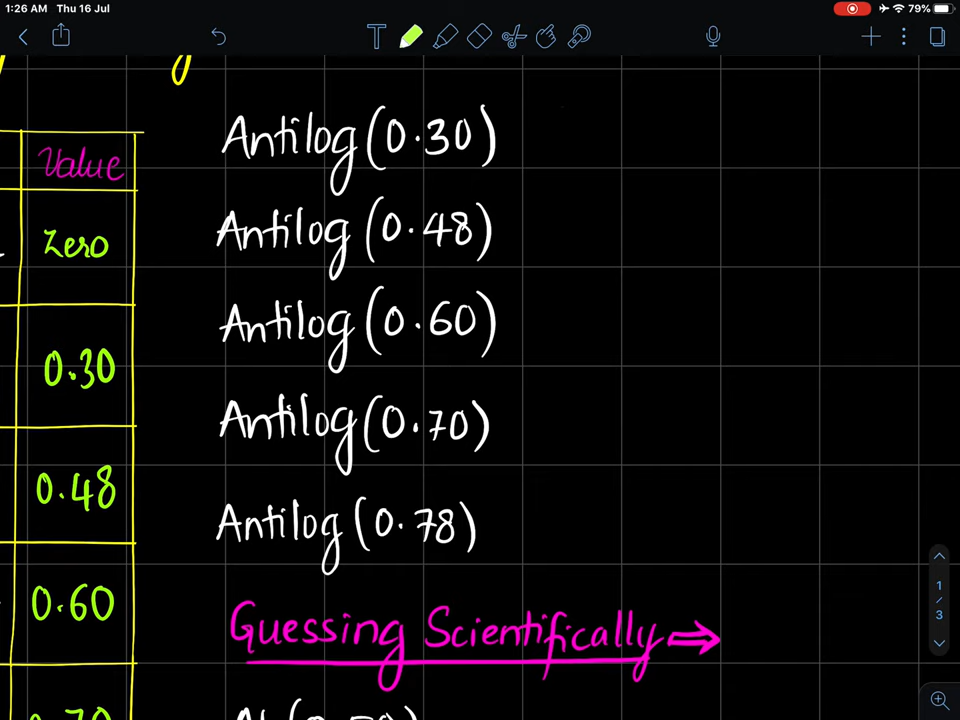 1:26 AM Thu 16 Jul
79%
T
Value
Zero
0.30
0.48
0.60
Antilog(0.30)
Antilog(0.48)
Antilog(0.60)
Antilog(0.70)
Antilog(0.78)
Guessing Scientifically⇒
1
/
3